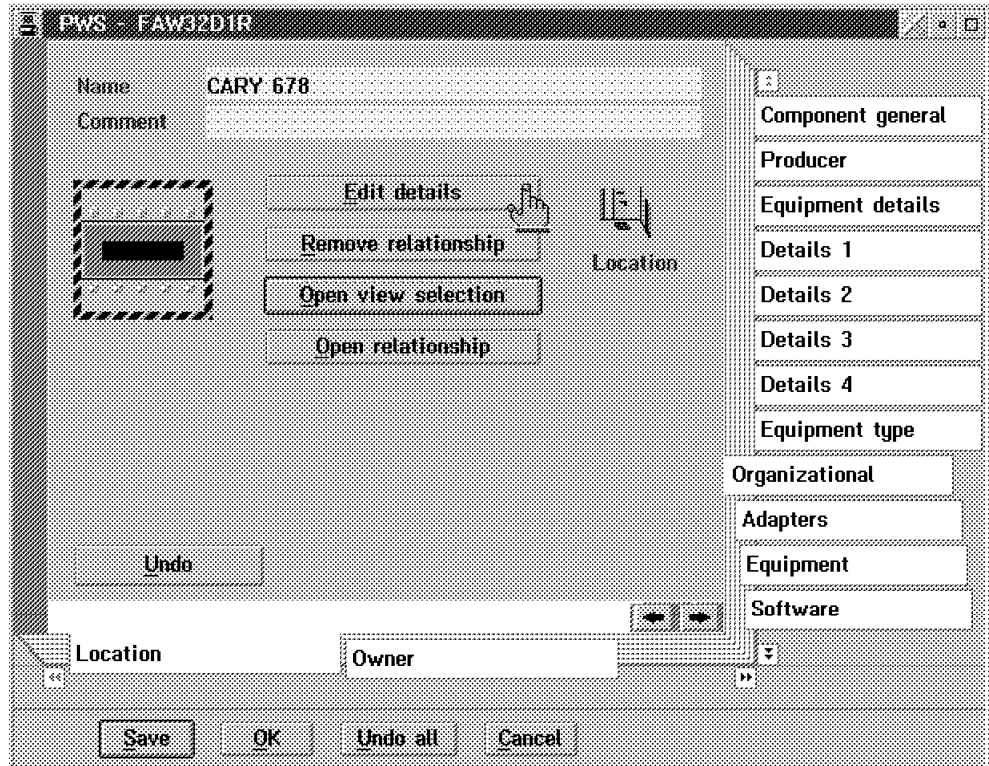 PWS - FAW32D1R
Name CARY 678
Comment
Edit details
Remove relationship
Open view selection
Open relationship
Location
Undo
Component general
Producer
Equipment details
Details 1
Details 2
Details 3
Details 4
Equipment type
Organizational
Adapters
Equipment
Software
Location
Owner
Save OK Undo all Cancel